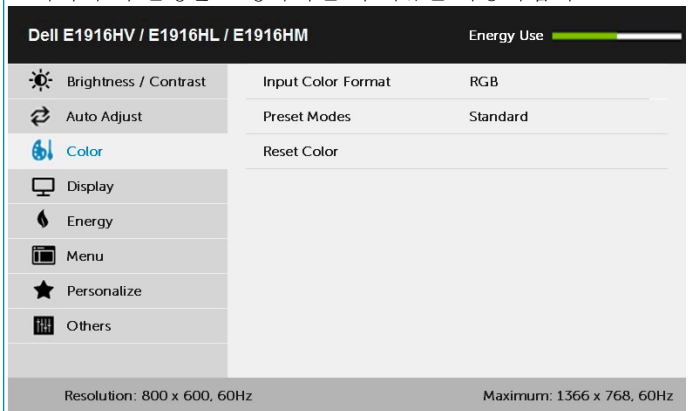 Dell E1916HV / E1916HL / E1916HM
Energy Use
Brightness / Contrast
Input Color Format
RGB
Auto Adjust
Preset Modes
Standard
Color
Reset Color
Display
Energy
Menu
Personalize
Others
Resolution: 800 x 600, 60Hz
Maximum: 1366 x 768, 60Hz